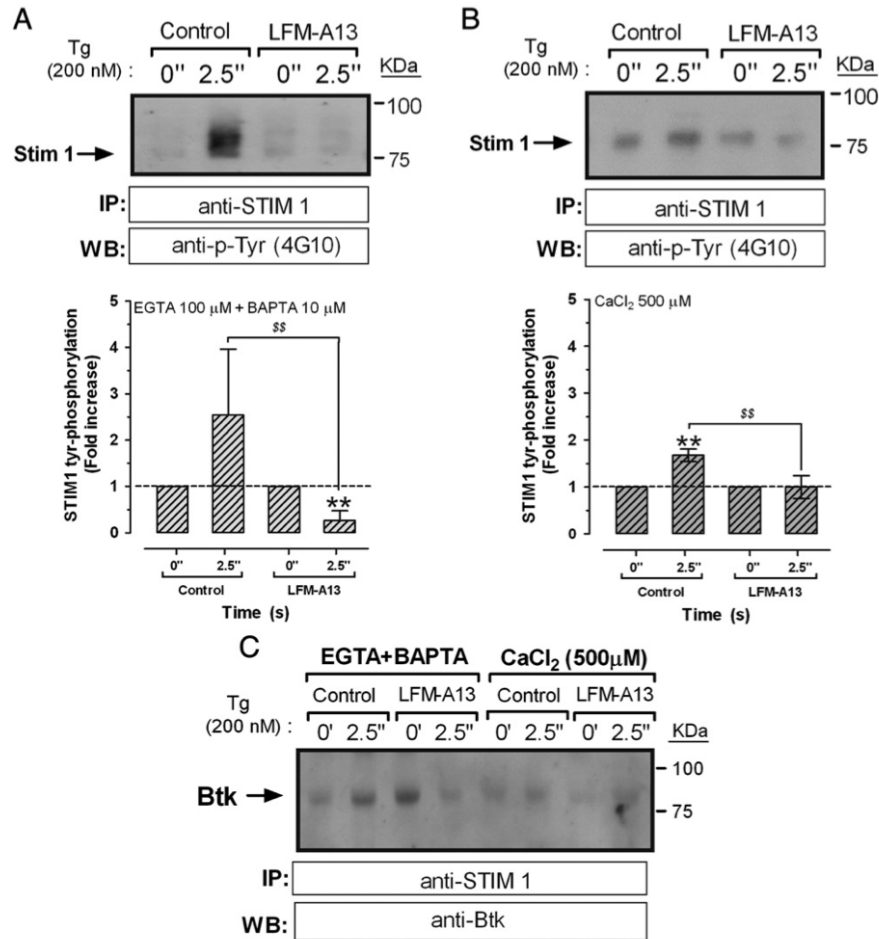 A
Control LFM-A13
Tg
(200 nM) : 0" 2.5" 0" 2.5" KDa
100
Stim 1
75
IP: anti-STIM 1
WB: anti-p-Tyr (4G10)
EGTA 100 μM + BAPTA 10 μM
STIM1 tyr-phosphorylation
(Fold increase)
5
4
3
2
1
0
$$
**
0" 2.5" 0" 2.5"
Control LFM-A13
Time (s)
B
Control LFM-A13
Tg
(200 nM) : 0" 2.5" 0" 2.5" KDa
100
Stim 1
75
IP: anti-STIM 1
WB: anti-p-Tyr (4G10)
CaCl₂ 500 μM
STIM1 tyr-phosphorylation
(Fold increase)
5
4
3
2
1
0
$$
**
0" 2.5" 0" 2.5"
Control LFM-A13
Time (s)
C
EGTA+BAPTA CaCl₂ (500μM)
Control LFM-A13 Control LFM-A13
Tg
(200 nM) : 0' 2.5" 0' 2.5" 0' 2.5" 0' 2.5" KDa
100
Btk
75
IP: anti-STIM 1
WB: anti-Btk